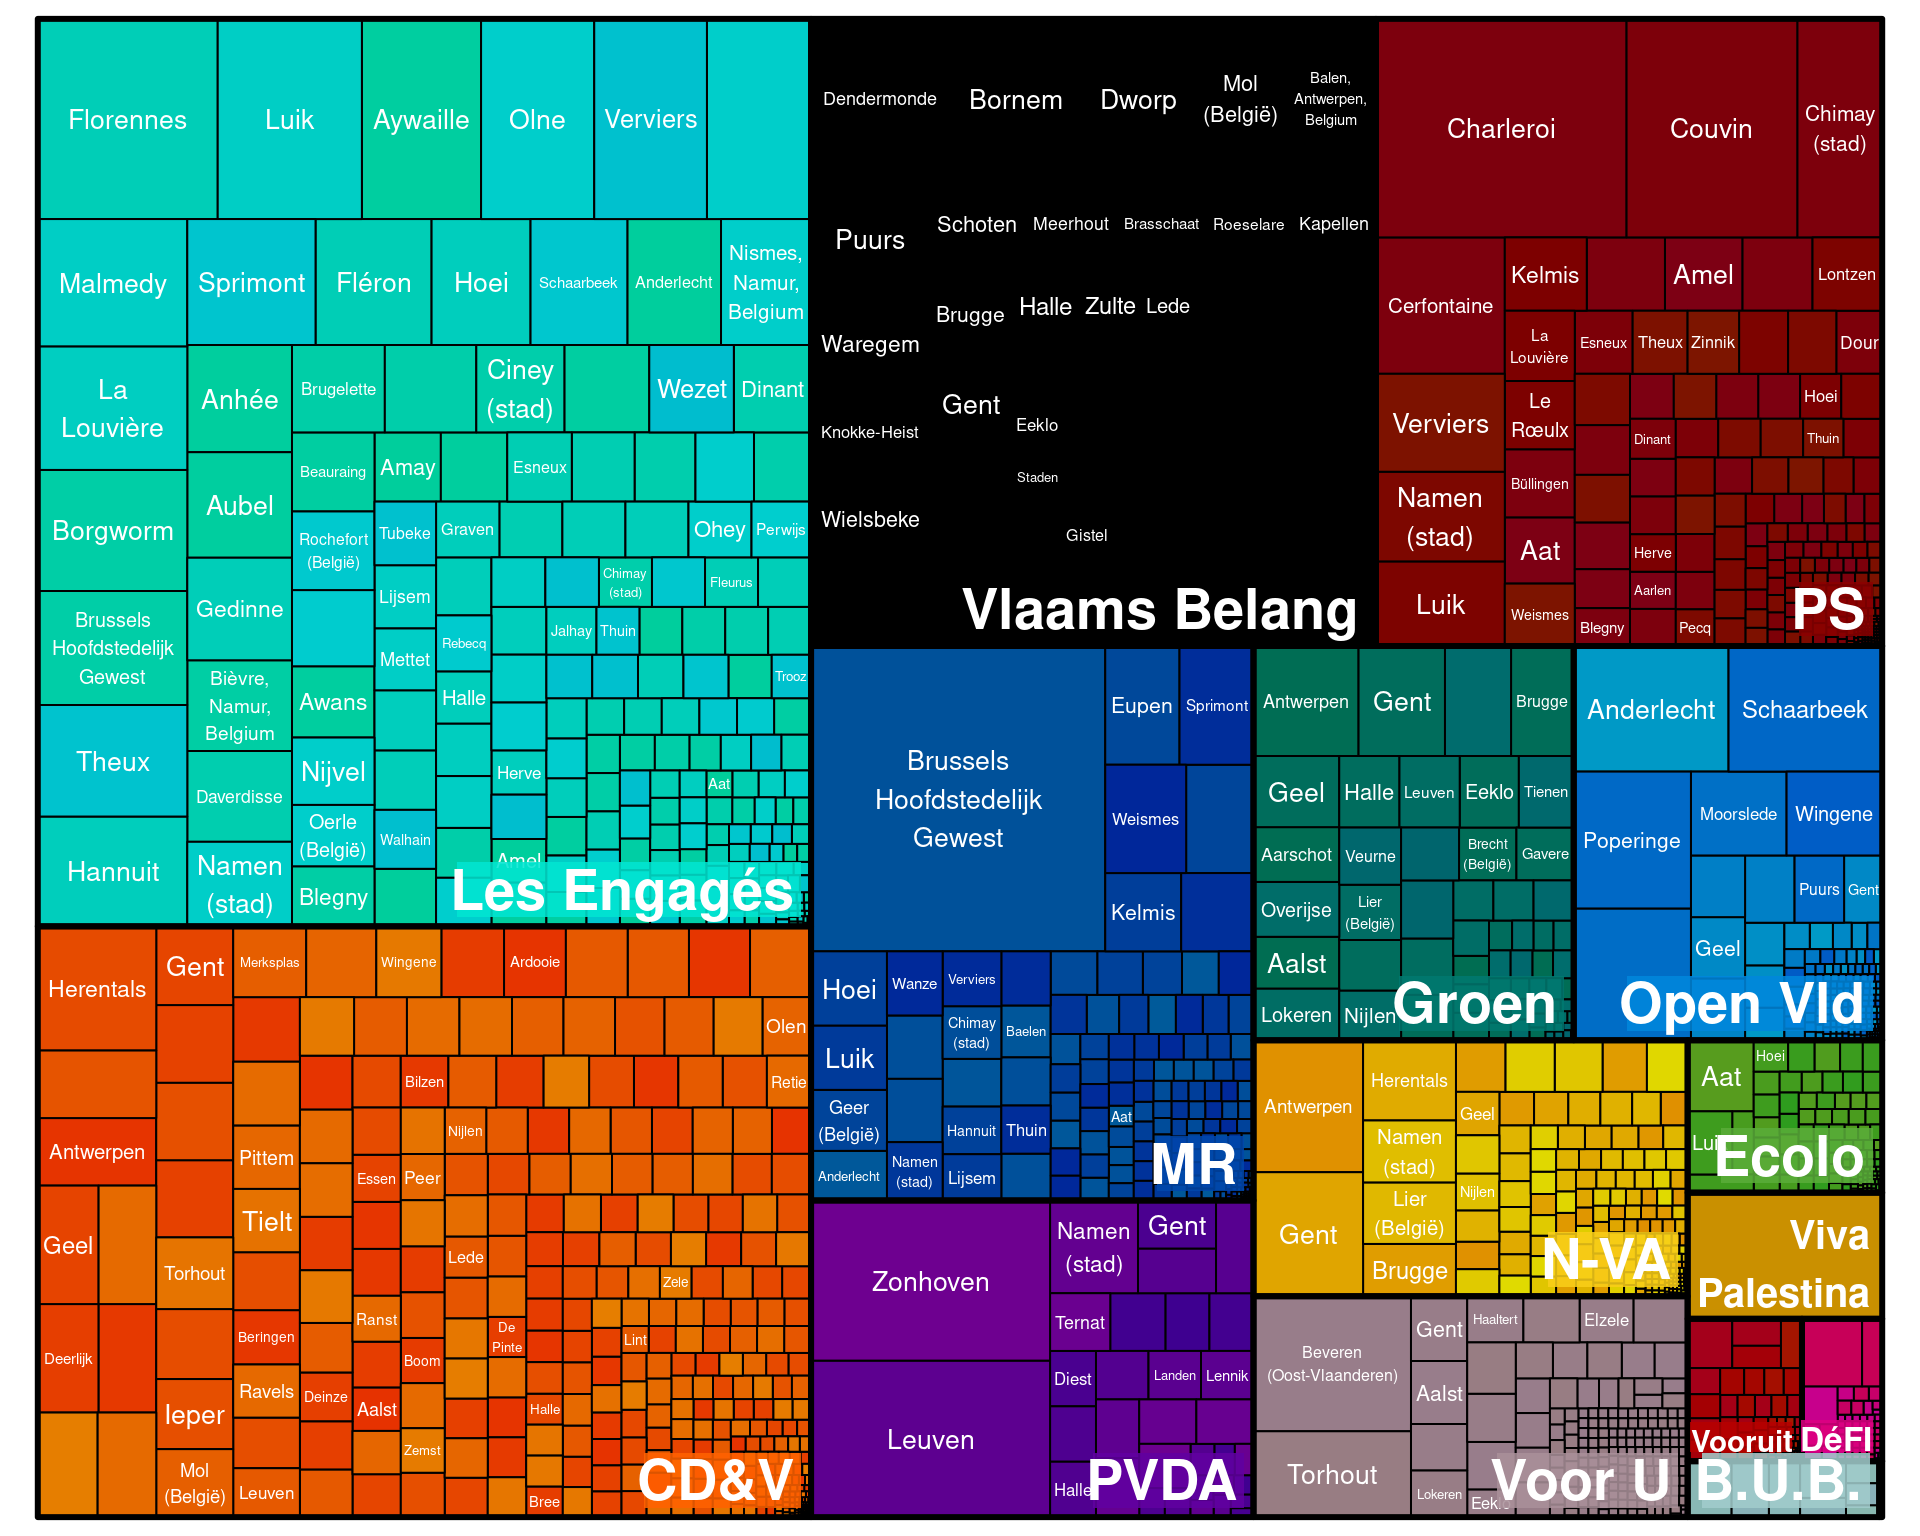 Florennes
Luik
Aywaille
Olne
Verviers
Malmedy
Sprimont
Fléron
Hoei
Schaarbeek
Anderlecht
Nismes,
Namur,
Belgium
La
Louvière
Anhée
Brugelette
Ciney
(stad)
Wezet
Dinant
Borgworm
Aubel
Beauraing
Amay
Esneux
Rochefort
(België)
Tubeke
Graven
Ohey
Perwijs
Brussels
Hoofdstedelijk
Gewest
Gedinne
Lijsem
Chimay
(stad)
Fleurus
Rebecq
Jalhay
Thuin
Bièvre,
Namur,
Belgium
Awans
Mettet
Halle
Trooz
Theux
Daverdisse
Nijvel
Herve
Aat
Hannuit
Namen
(stad)
Oerle
(België)
Walhain
Blegny
Amel
Les Engagés
Dendermonde
Bornem
Dworp
Mol
(België)
Balen,
Antwerpen,
Belgium
Puurs
Schoten
Meerhout
Brasschaat
Roeselare
Kapellen
Waregem
Brugge
Halle
Zulte
Lede
Knokke-Heist
Gent
Eeklo
Staden
Wielsbeke
Gistel
Vlaams Belang
Charleroi
Couvin
Chimay
(stad)
Cerfontaine
Kelmis
Amel
Lontzen
La
Louvière
Esneux
Theux
Zinnik
Dour
Verviers
Le
Rœulx
Hoei
Dinant
Thuin
Namen
(stad)
Büllingen
Aat
Herve
Luik
Weismes
Aarlen
Blegny
Pecq
PS
Herentals
Gent
Merksplas
Wingene
Ardooie
Olen
Bilzen
Retie
Antwerpen
Pittem
Nijlen
Essen
Peer
Geel
Torhout
Tielt
Lede
Zele
Deerlijk
Beringen
Ranst
De
Pinte
Lint
Boom
Ieper
Ravels
Deinze
Aalst
Halle
Mol
(België)
Leuven
Zemst
Bree
CD&V
Brussels
Hoofdstedelijk
Gewest
Eupen
Sprimont
Weismes
Kelmis
Hoei
Wanze
Verviers
Luik
Chimay
(stad)
Baelen
Geer
(België)
Hannuit
Thuin
Aat
Anderlecht
Namen
(stad)
Lijsem
MR
Antwerpen
Gent
Brugge
Geel
Halle
Leuven
Eeklo
Tienen
Aarschot
Veurne
Brecht
(België)
Gavere
Overijse
Lier
(België)
Aalst
Lokeren
Nijlen
Groen
Anderlecht
Schaarbeek
Poperinge
Moorslede
Wingene
Puurs
Gent
Geel
Open Vld
Zonhoven
Namen
(stad)
Gent
Ternat
Diest
Landen
Lennik
Leuven
Halle
PVDA
Antwerpen
Herentals
Geel
Namen
(stad)
Nijlen
Gent
Lier
(België)
Brugge
N-VA
Aat
Hoei
Ecolo
Viva
Palestina
Beveren
(Oost-Vlaanderen)
Gent
Haaltert
Elzele
Aalst
Torhout
Lokeren
Voor U
Vooruit
DéFI
B.U.B.